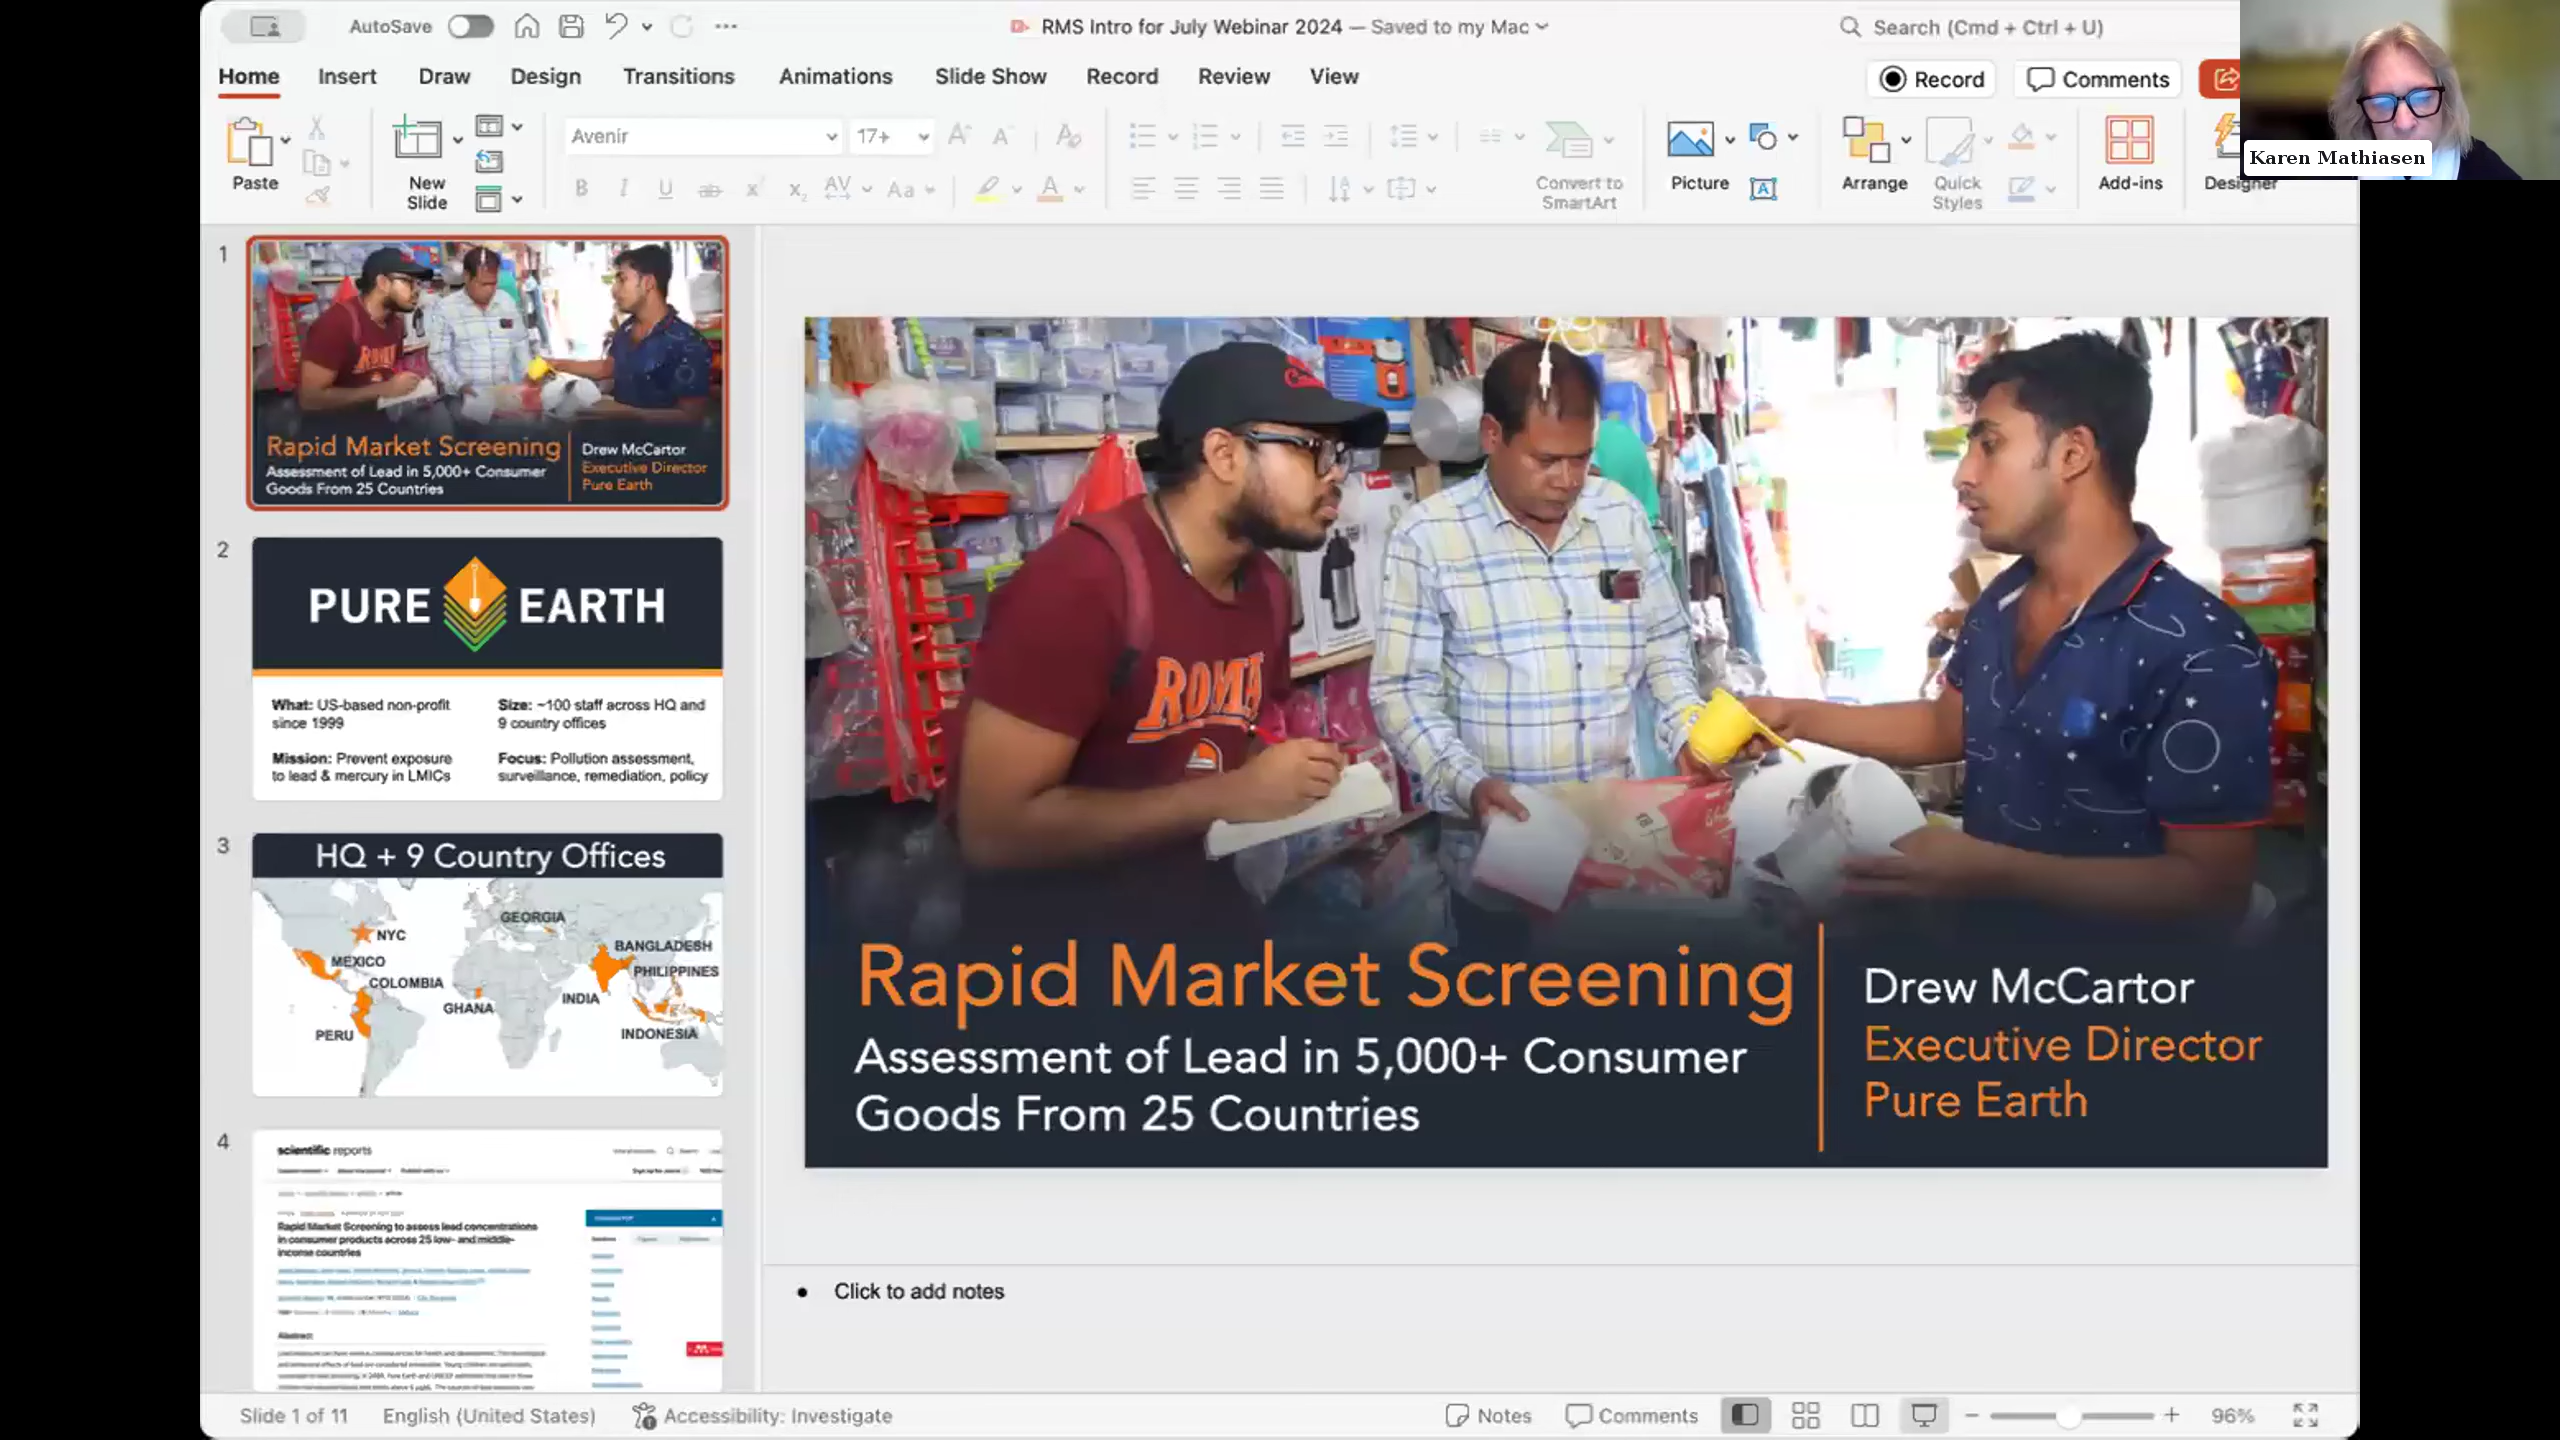 AutoSave
RMS Intro for July Webinar 2024 — Saved to my Mac
Search (Cmd + Ctrl + U)
Home Insert Draw Design Transitions Animations Slide Show Record Review View
Record
Comments
Karen Mathiasen
Paste
New
Slide
Avenir
17+
Convert to
SmartArt
Picture
Arrange
Quick
Styles
Add-ins
Designer
1
Rapid Market Screening
Assessment of Lead in 5,000+ Consumer
Goods From 25 Countries
Drew McCartor
Executive Director
Pure Earth
2
PURE EARTH
What: US-based non-profit
since 1999
Size: ~100 staff across HQ and
9 country offices
Mission: Prevent exposure
to lead & mercury in LMICs
Focus: Pollution assessment,
surveillance, remediation, policy
3
HQ + 9 Country Offices
GEORGIA
NYC
BANGLADESH
MEXICO
PHILIPPINES
COLOMBIA
INDIA
GHANA
PERU
INDONESIA
4
scientific reports
Rapid Market Screening to assess lead concentrations
in consumer products across 25 low- and middle-
income countries
Abstract
ROMA
Rapid Market Screening
Assessment of Lead in 5,000+ Consumer
Goods From 25 Countries
Drew McCartor
Executive Director
Pure Earth
Click to add notes
Slide 1 of 11
English (United States)
Accessibility: Investigate
Notes
Comments
96%